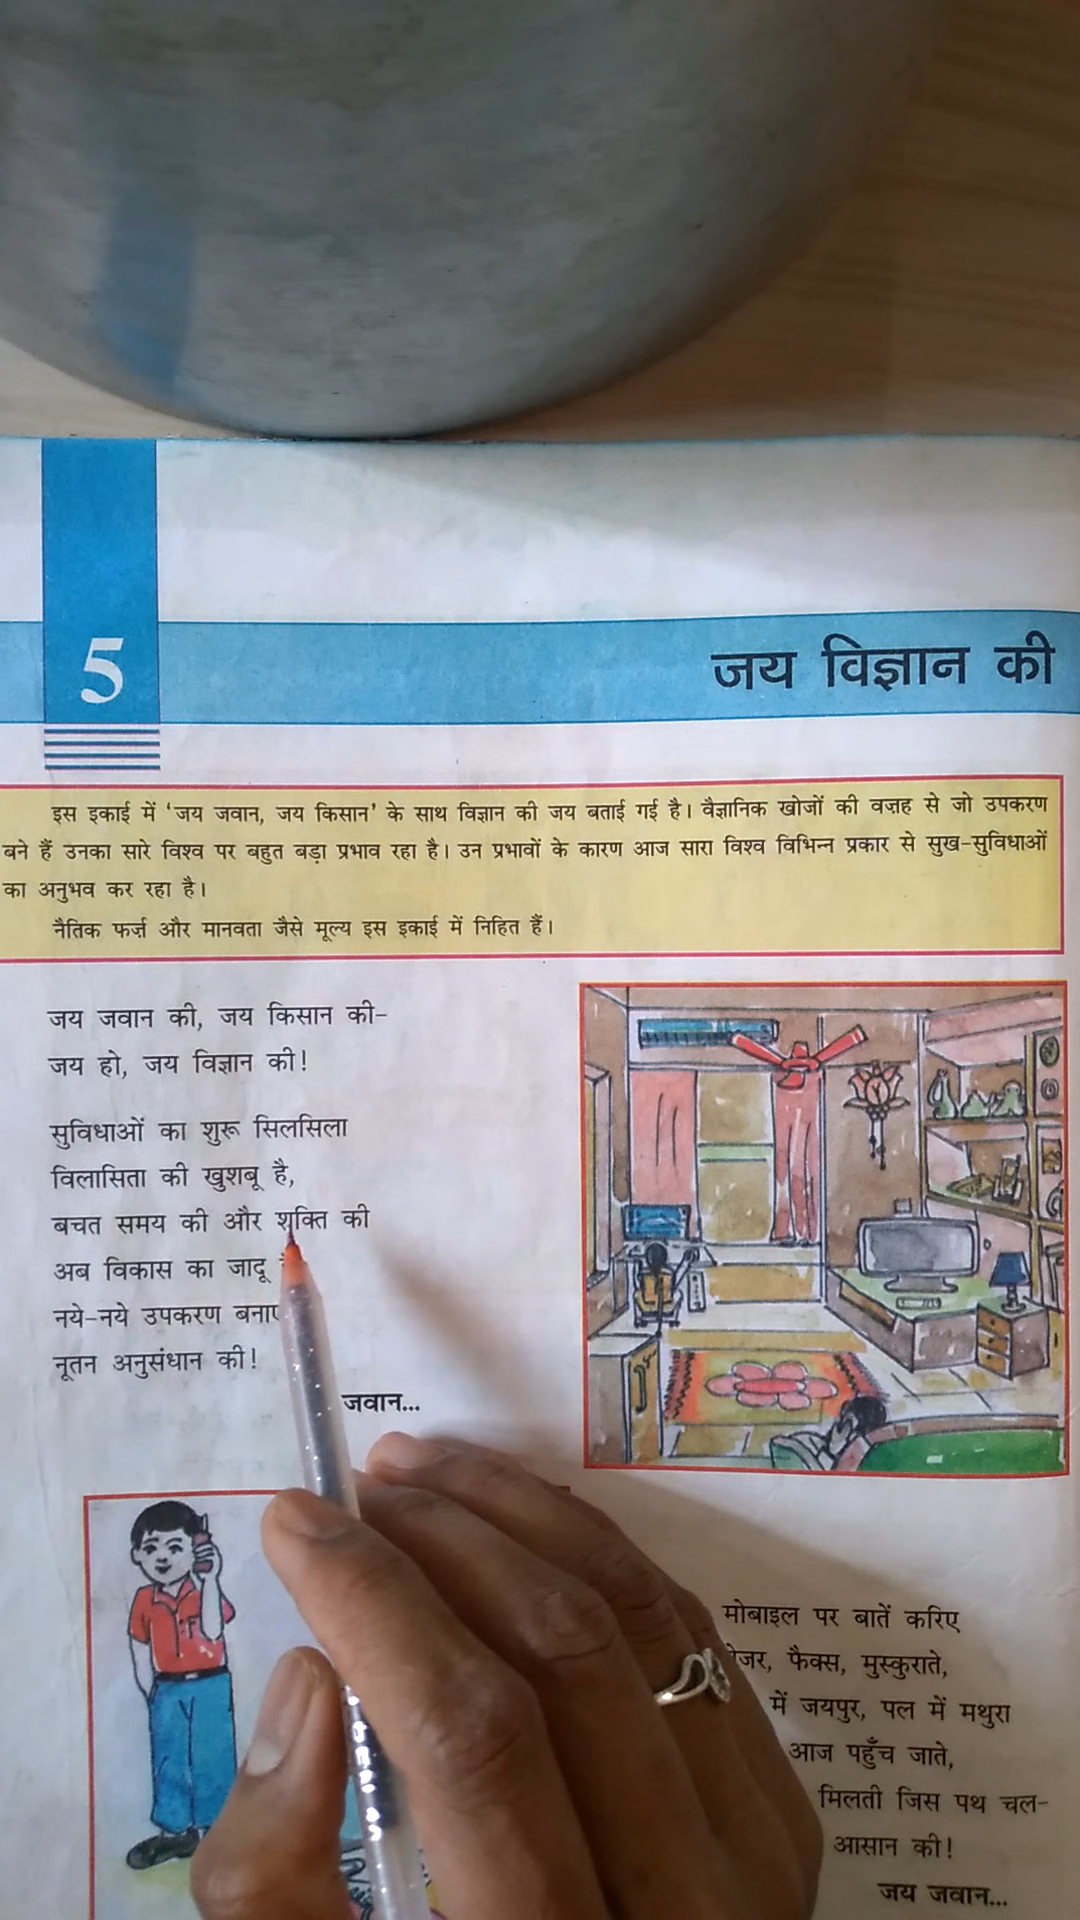 5
जय विज्ञान की
इस इकाई में 'जय जवान, जय किसान' के साथ विज्ञान की जय बताई गई है। वैज्ञानिक खोजों की वज़ह से जो उपकरण
बने हैं उनका सारे विश्व पर बहुत बड़ा प्रभाव रहा है। उन प्रभावों के कारण आज सारा विश्व विभिन्न प्रकार से सुख-सुविधाओं
का अनुभव कर रहा है।
नैतिक फर्ज़ और मानवता जैसे मूल्य इस इकाई में निहित हैं।
जय जवान की, जय किसान की-
जय हो, जय विज्ञान की!
सुविधाओं का शुरू सिलसिला
विलासिता की खुशबू है,
बचत समय की और शक्ति की
अब विकास का जादू
नये-नये उपकरण
नूतन अनुसंधान की!
जवान...
मोबाइल पर बातें करिए
फैक्स, मुस्कुराते,
में जयपुर, पल में मथुरा
आज पहुँच जाते,
मिलती जिस पथ चल-
आसान की!
जय जवान...